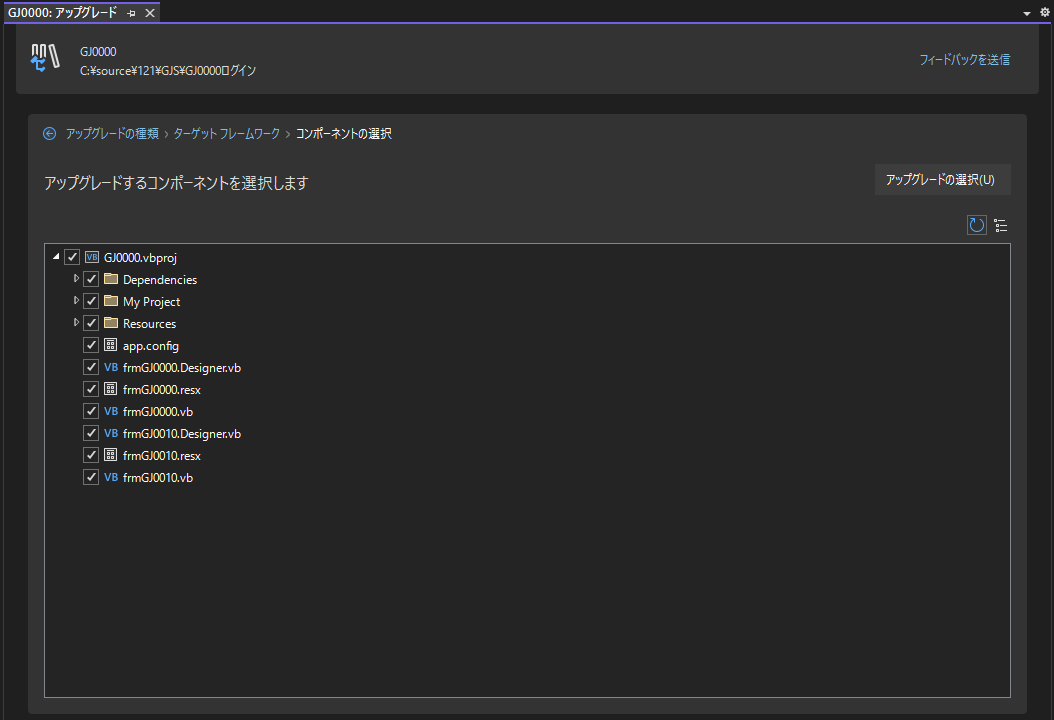 GJ0000: アップグレード
GJ0000
C:¥source¥121¥GJS¥GJ0000ログイン
フィードバックを送信
アップグレードの種類 › ターゲット フレームワーク › コンポーネントの選択
アップグレードするコンポーネントを選択します
アップグレードの選択(U)
VB GJ0000.vbproj
Dependencies
My Project
Resources
app.config
VB frmGJ0000.Designer.vb
frmGJ0000.resx
VB frmGJ0000.vb
VB frmGJ0010.Designer.vb
frmGJ0010.resx
VB frmGJ0010.vb